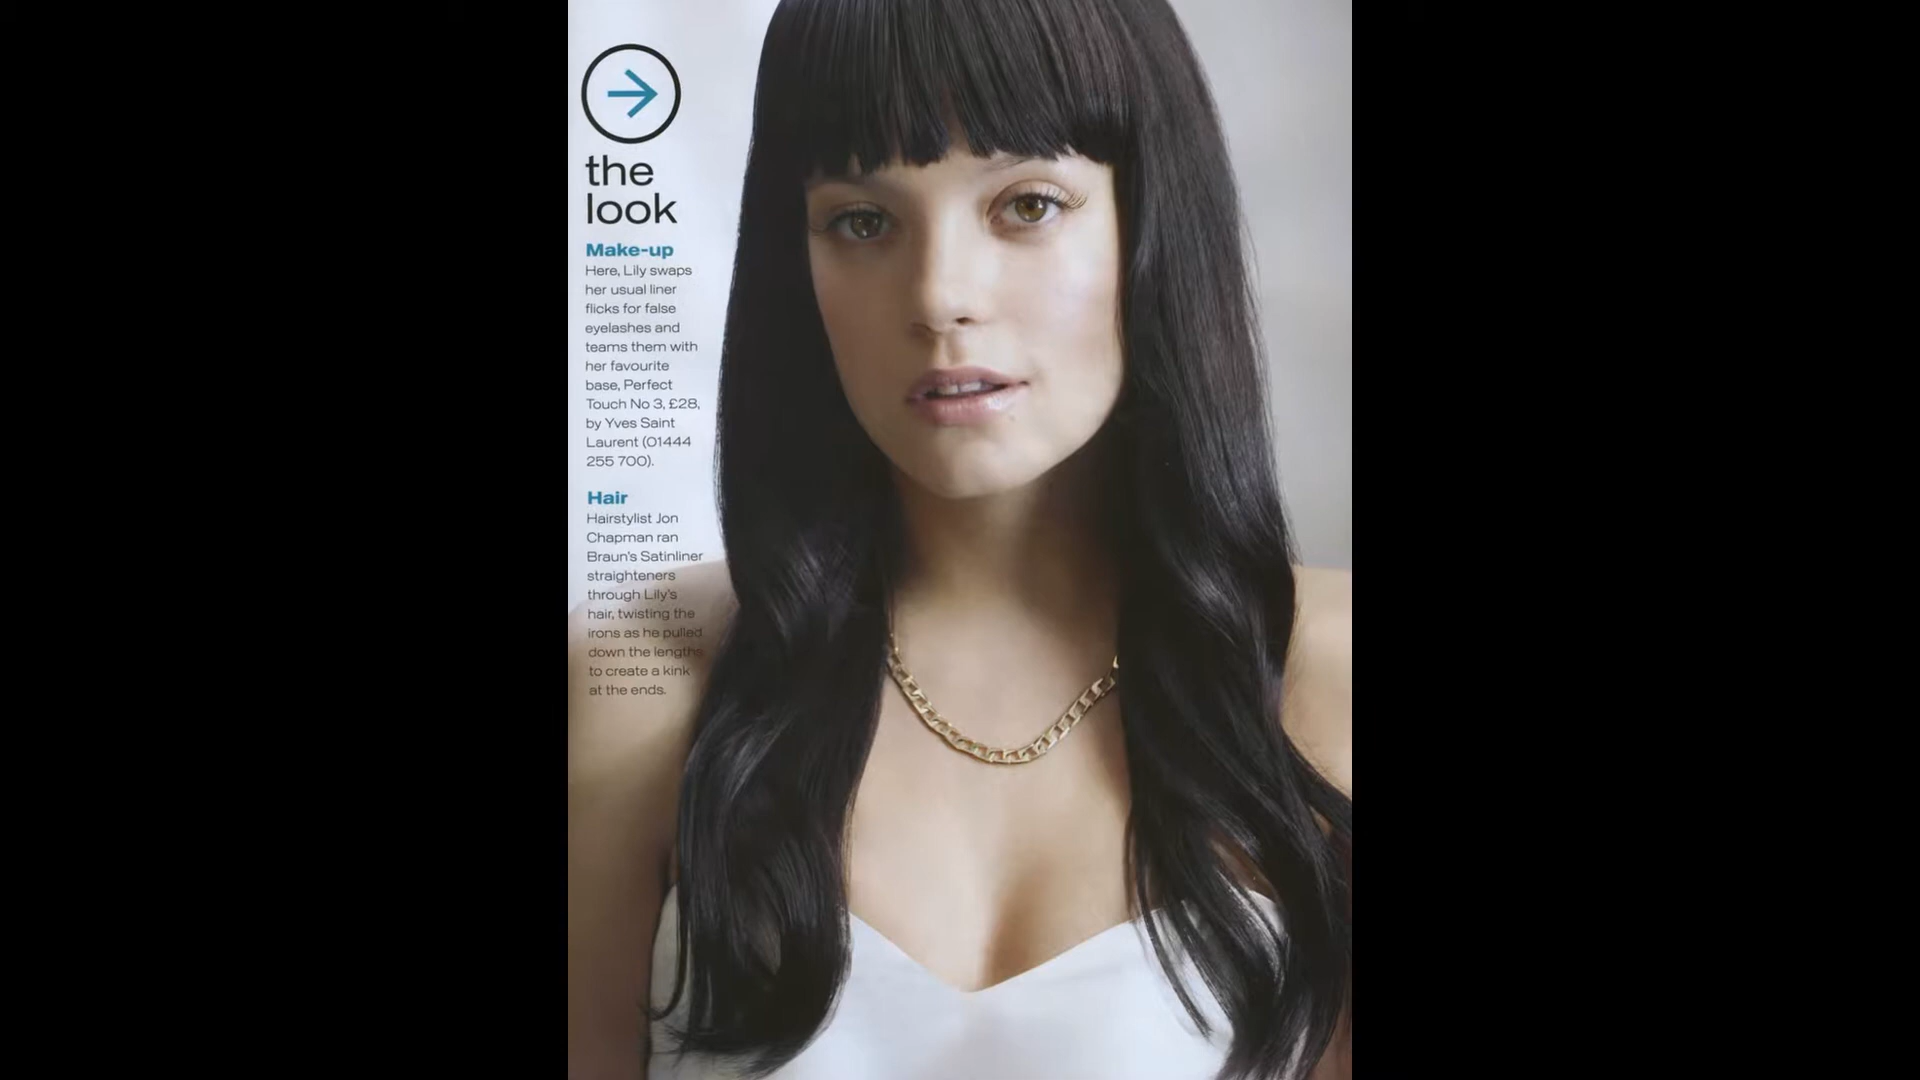 the
look
Make-up
Here, Lily swaps
her usual liner
flicks for false
eyelashes and
teams them with
her favourite
base, Perfect
Touch No 3, £28,
by Yves Saint
Laurent (01444
255 700).
Hair
Hairstylist Jon
Chapman ran
Braun's Satinliner
straighteners
through Lily's
hair, twisting the
irons as he pulled
down the lengths
to create a kink
at the ends.